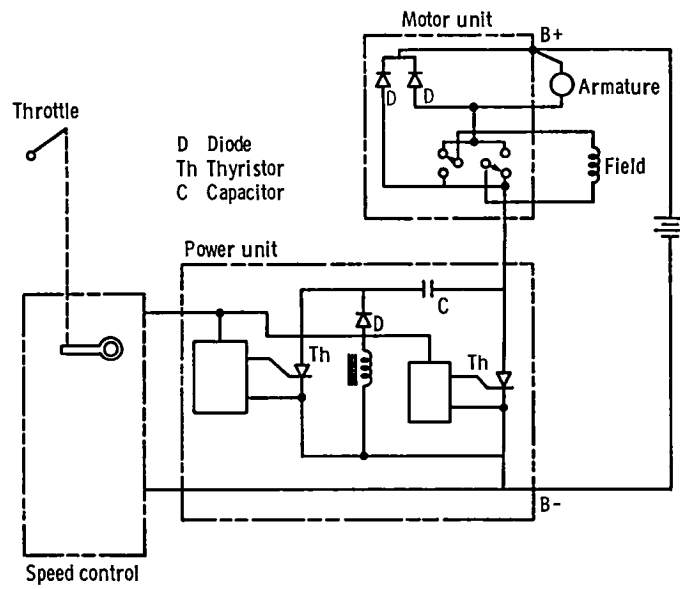 Motor unit
B+
D
D
Armature
Throttle
D Diode
Th Thyristor
C Capacitor
Field
Power unit
C
D
Th
Th
B-
Speed control